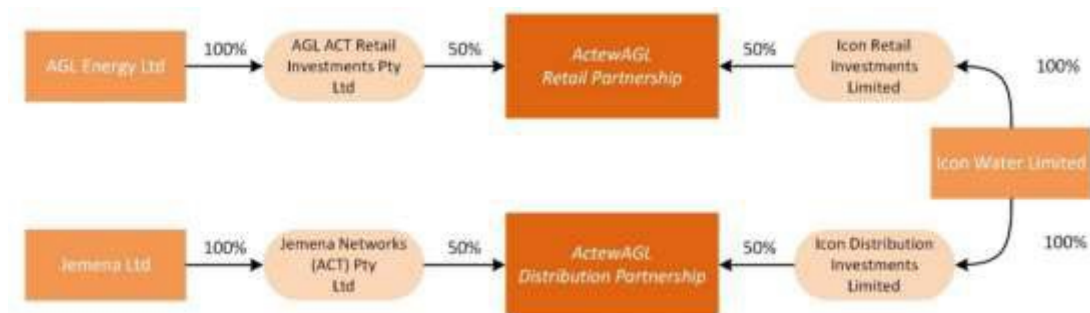 100%
AGL ACT Retail
Investments Pty
Ltd
50%
ActewAGL
Retail Partnership
50%
Icon Retail
Investments
Limited
100%
AGL Energy Ltd
Icon Water Limited
Jemena Ltd
100%
Jemena Networks
(ACT) Pty
Ltd
50%
ActewAGL
Distribution Partnership
50%
Icon Distribution
Investments
Limited
100%